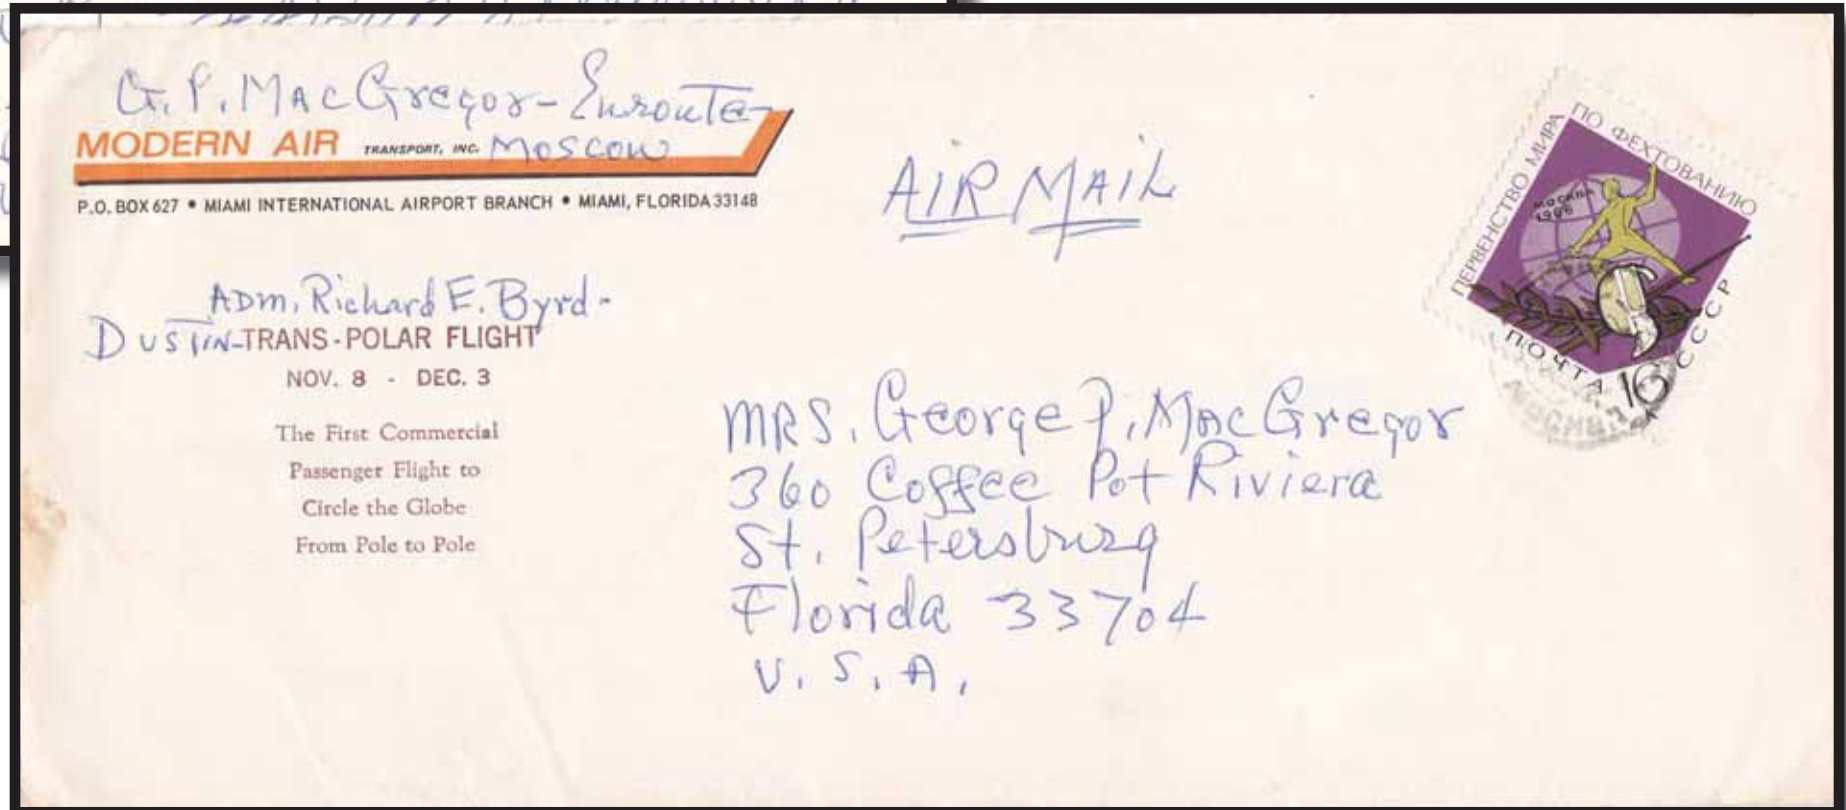 G. P. MacGregor - Enroute -
MODERN AIR TRANSPORT, INC. Moscow
P.O. BOX 627 • MIAMI INTERNATIONAL AIRPORT BRANCH • MIAMI, FLORIDA 33148
AIR MAIL
ПЕРВЕНСТВО МИРА ПО ФЕХТОВАНИЮ
МОСКВА
1966
ПОЧТА 10 СССР
МОСКВА
ADM. Richard E. Byrd -
DUSTIN - TRANS-POLAR FLIGHT
NOV. 8 - DEC. 3
The First Commercial
Passenger Flight to
Circle the Globe
From Pole to Pole
MRS. George P. MacGregor
360 Coffee Pot Riviera
St. Petersburg
Florida 33704
U. S. A.